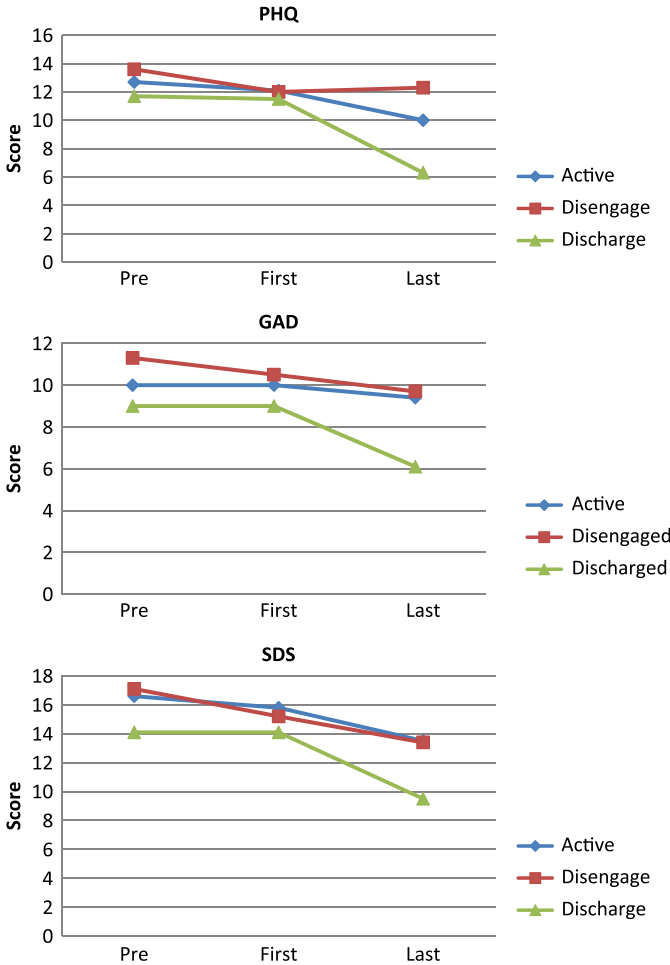 PHQ
16
14
12
10
8
6
4
2
0
Score
Pre First Last
Active
Disengage
Discharge
GAD
12
10
8
6
4
2
0
Score
Pre First Last
Active
Disengaged
Discharged
SDS
18
16
14
12
10
8
6
4
2
0
Score
Pre First Last
Active
Disengage
Discharge